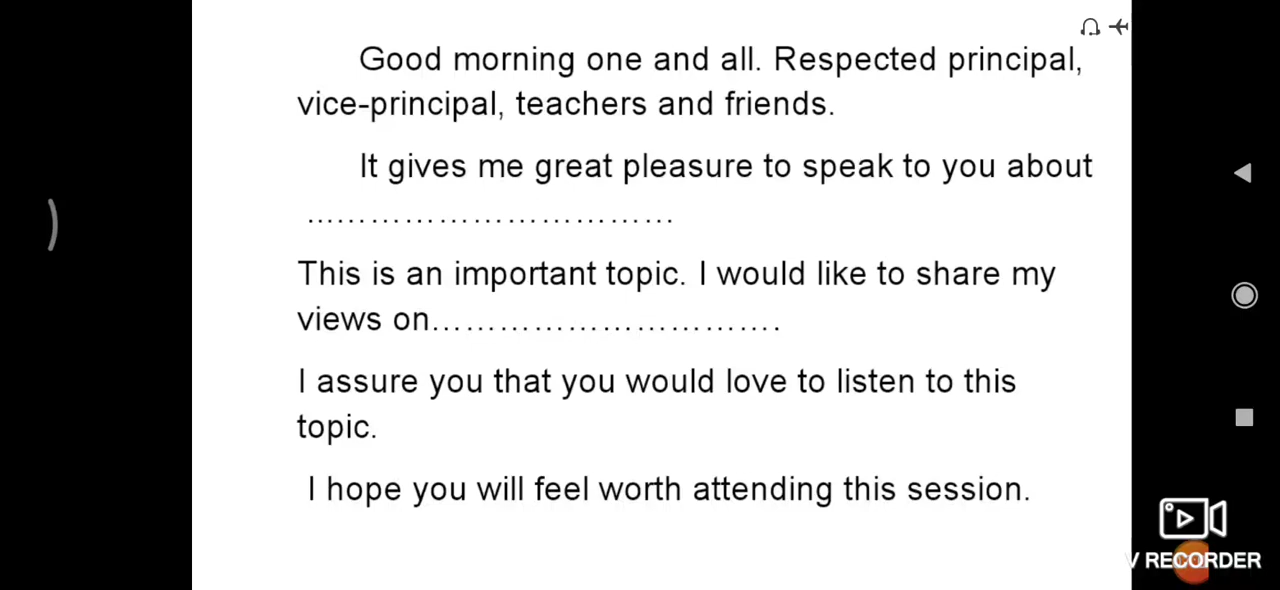 Good morning one and all. Respected principal,
vice-principal, teachers and friends.
It gives me great pleasure to speak to you about
……………………………
This is an important topic. I would like to share my
views on………………………….
I assure you that you would love to listen to this
topic.
I hope you will feel worth attending this session.
V RECORDER